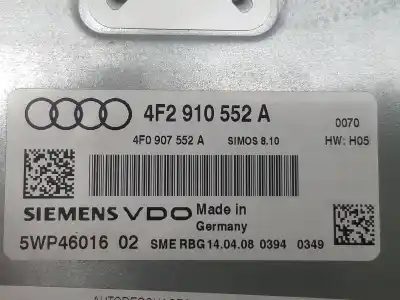 4F2 910 552 A
0070
4F0 907 552 A SIMOS 8.10 HW: H05
SIEMENS VDO Made in Germany
5WP46016 02 SME RBG 14.04.08 0394 0349